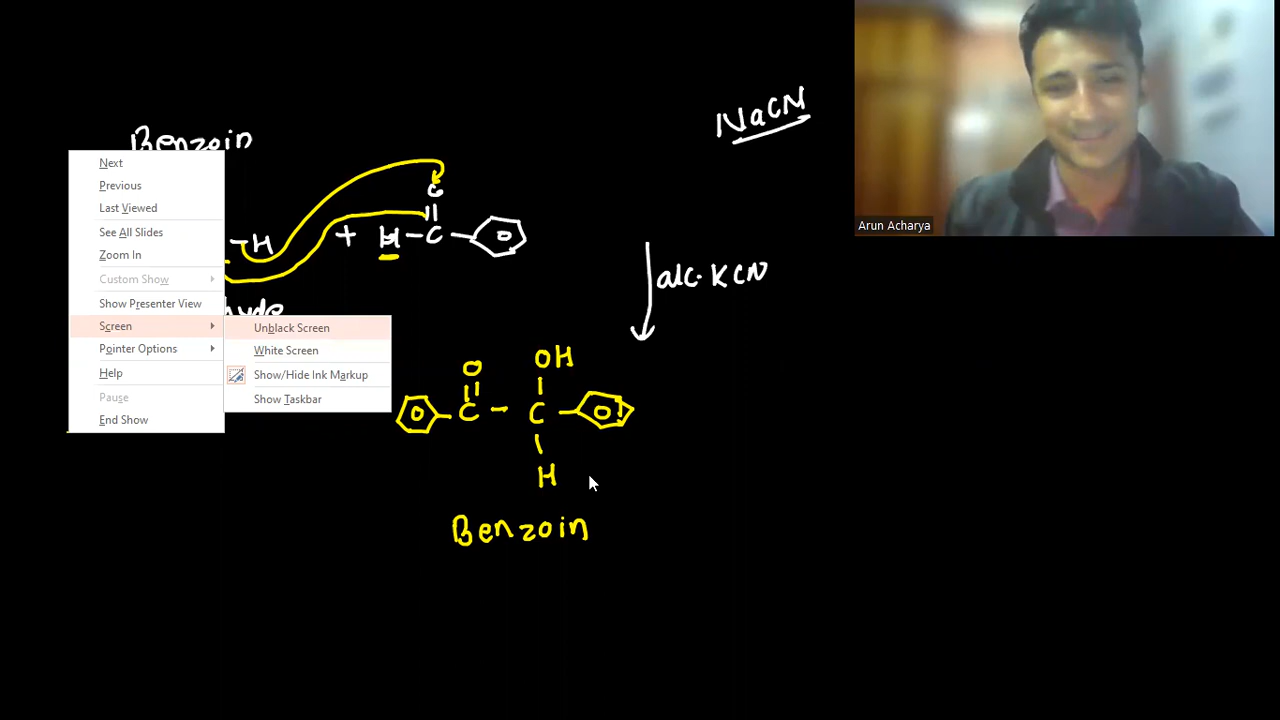 NaCN
Benzoin
O
||
-H + H-C-
hyde
alc. KCN
O OH
|| |
C - C -
|
H
Benzoin
Next
Previous
Last Viewed
See All Slides
Zoom In
Custom Show
Show Presenter View
Screen
Pointer Options
Help
Pause
End Show
Unblack Screen
White Screen
Show/Hide Ink Markup
Show Taskbar
Arun Acharya